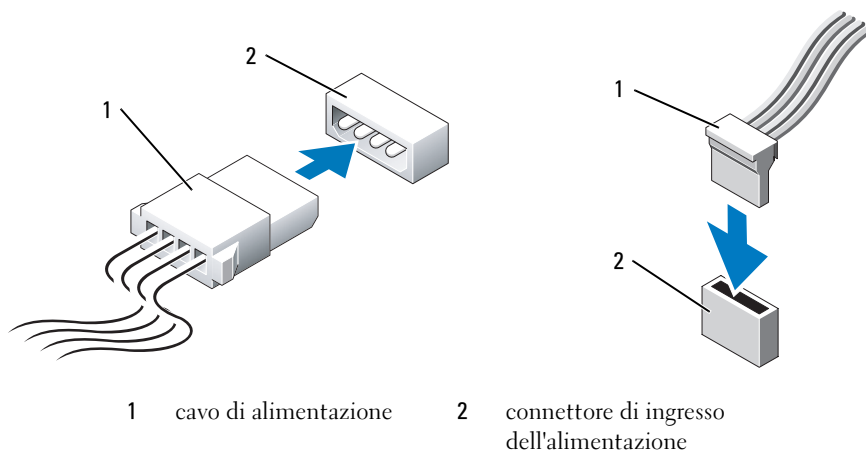 2
1
1
2
1 cavo di alimentazione 2 connettore di ingresso
dell'alimentazione